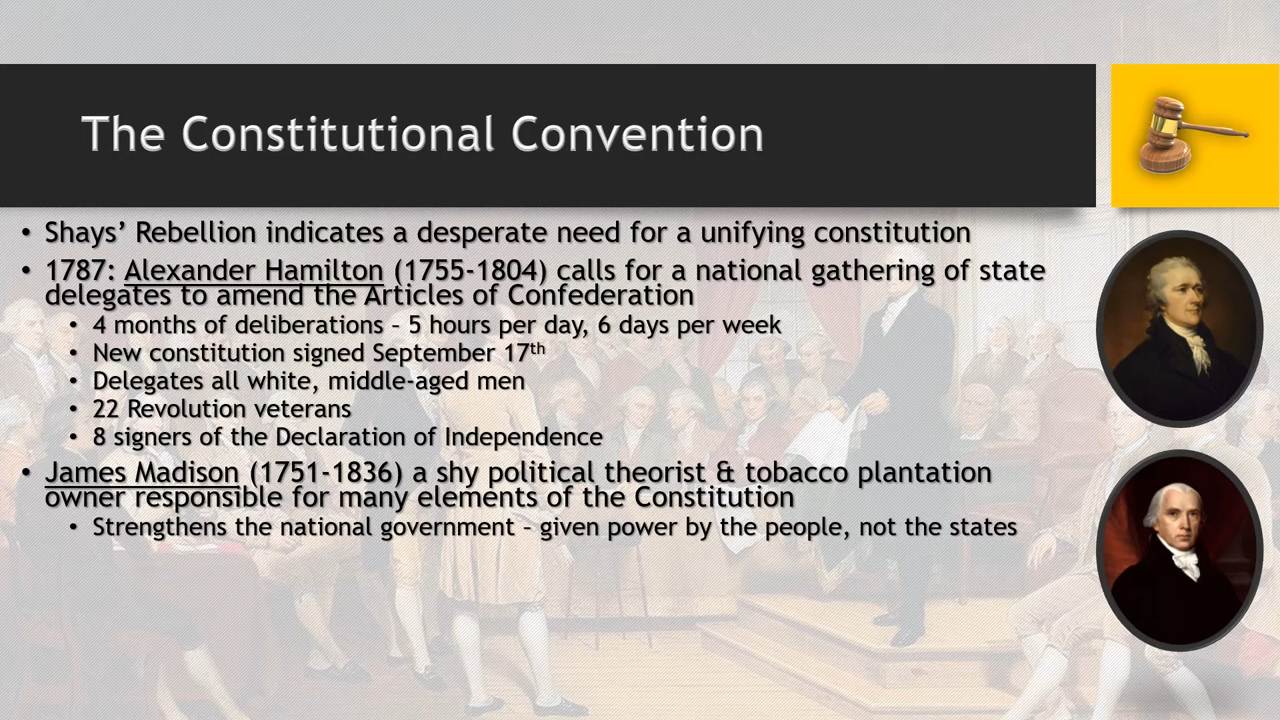 The Constitutional Convention
• Shays’ Rebellion indicates a desperate need for a unifying constitution
• 1787: Alexander Hamilton (1755-1804) calls for a national gathering of state
delegates to amend the Articles of Confederation
• 4 months of deliberations – 5 hours per day, 6 days per week
• New constitution signed September 17th
• Delegates all white, middle-aged men
• 22 Revolution veterans
• 8 signers of the Declaration of Independence
• James Madison (1751-1836) a shy political theorist & tobacco plantation
owner responsible for many elements of the Constitution
• Strengthens the national government – given power by the people, not the states